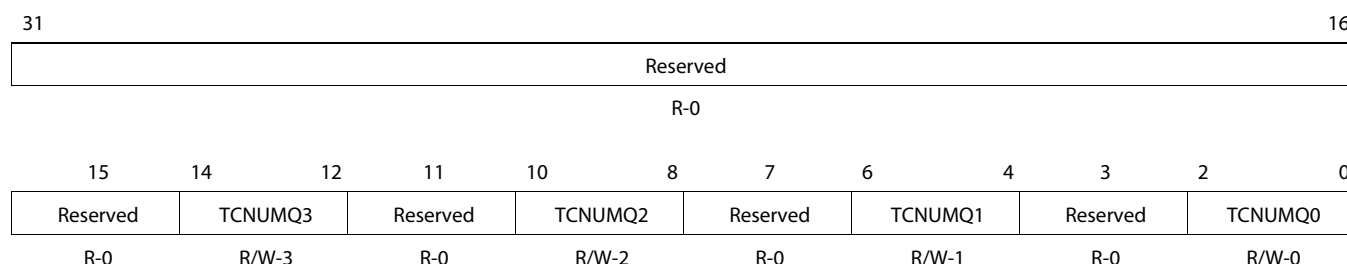 31 16
Reserved
R-0
15 14 12 11 10 8 7 6 4 3 2 0
Reserved TCNUMQ3 Reserved TCNUMQ2 Reserved TCNUMQ1 Reserved TCNUMQ0
R-0 R/W-3 R-0 R/W-2 R-0 R/W-1 R-0 R/W-0